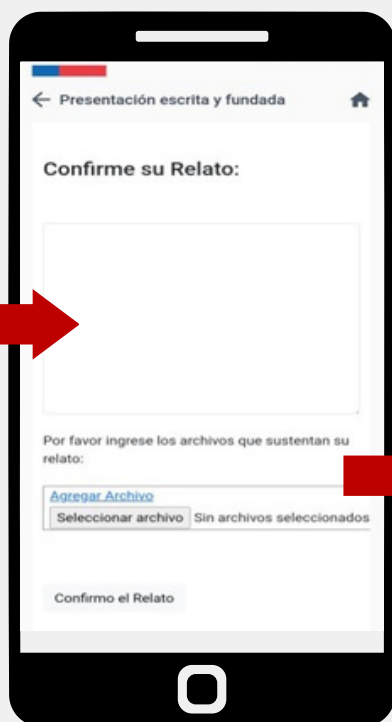 Presentación escrita y fundada
Confirme su Relato:
Por favor ingrese los archivos que sustentan su
relato:
Agregar Archivo
Seleccionar archivo Sin archivos seleccionados
Confirmo el Relato